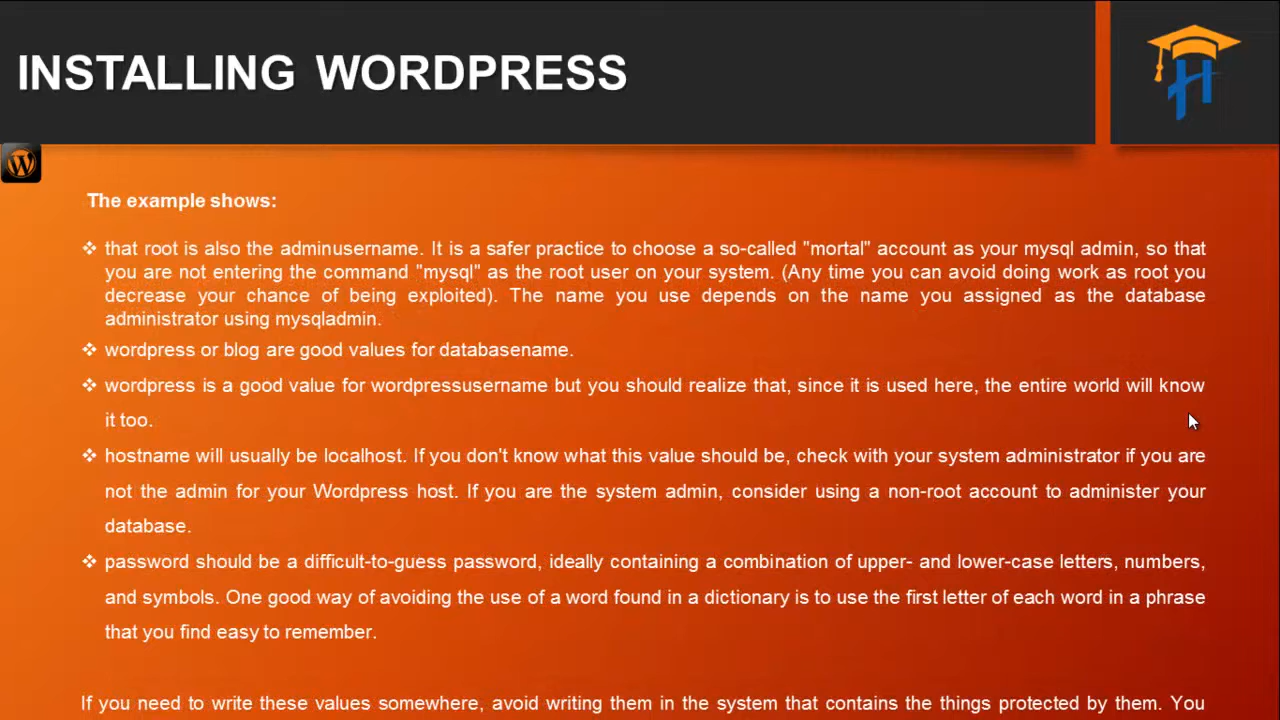 INSTALLING WORDPRESS
The example shows:
❖ that root is also the adminusername. It is a safer practice to choose a so-called "mortal" account as your mysql admin, so that
you are not entering the command "mysql" as the root user on your system. (Any time you can avoid doing work as root you
decrease your chance of being exploited). The name you use depends on the name you assigned as the database
administrator using mysqladmin.
❖ wordpress or blog are good values for databasename.
❖ wordpress is a good value for wordpressusername but you should realize that, since it is used here, the entire world will know
it too.
❖ hostname will usually be localhost. If you don't know what this value should be, check with your system administrator if you are
not the admin for your Wordpress host. If you are the system admin, consider using a non-root account to administer your
database.
❖ password should be a difficult-to-guess password, ideally containing a combination of upper- and lower-case letters, numbers,
and symbols. One good way of avoiding the use of a word found in a dictionary is to use the first letter of each word in a phrase
that you find easy to remember.
If you need to write these values somewhere, avoid writing them in the system that contains the things protected by them. You